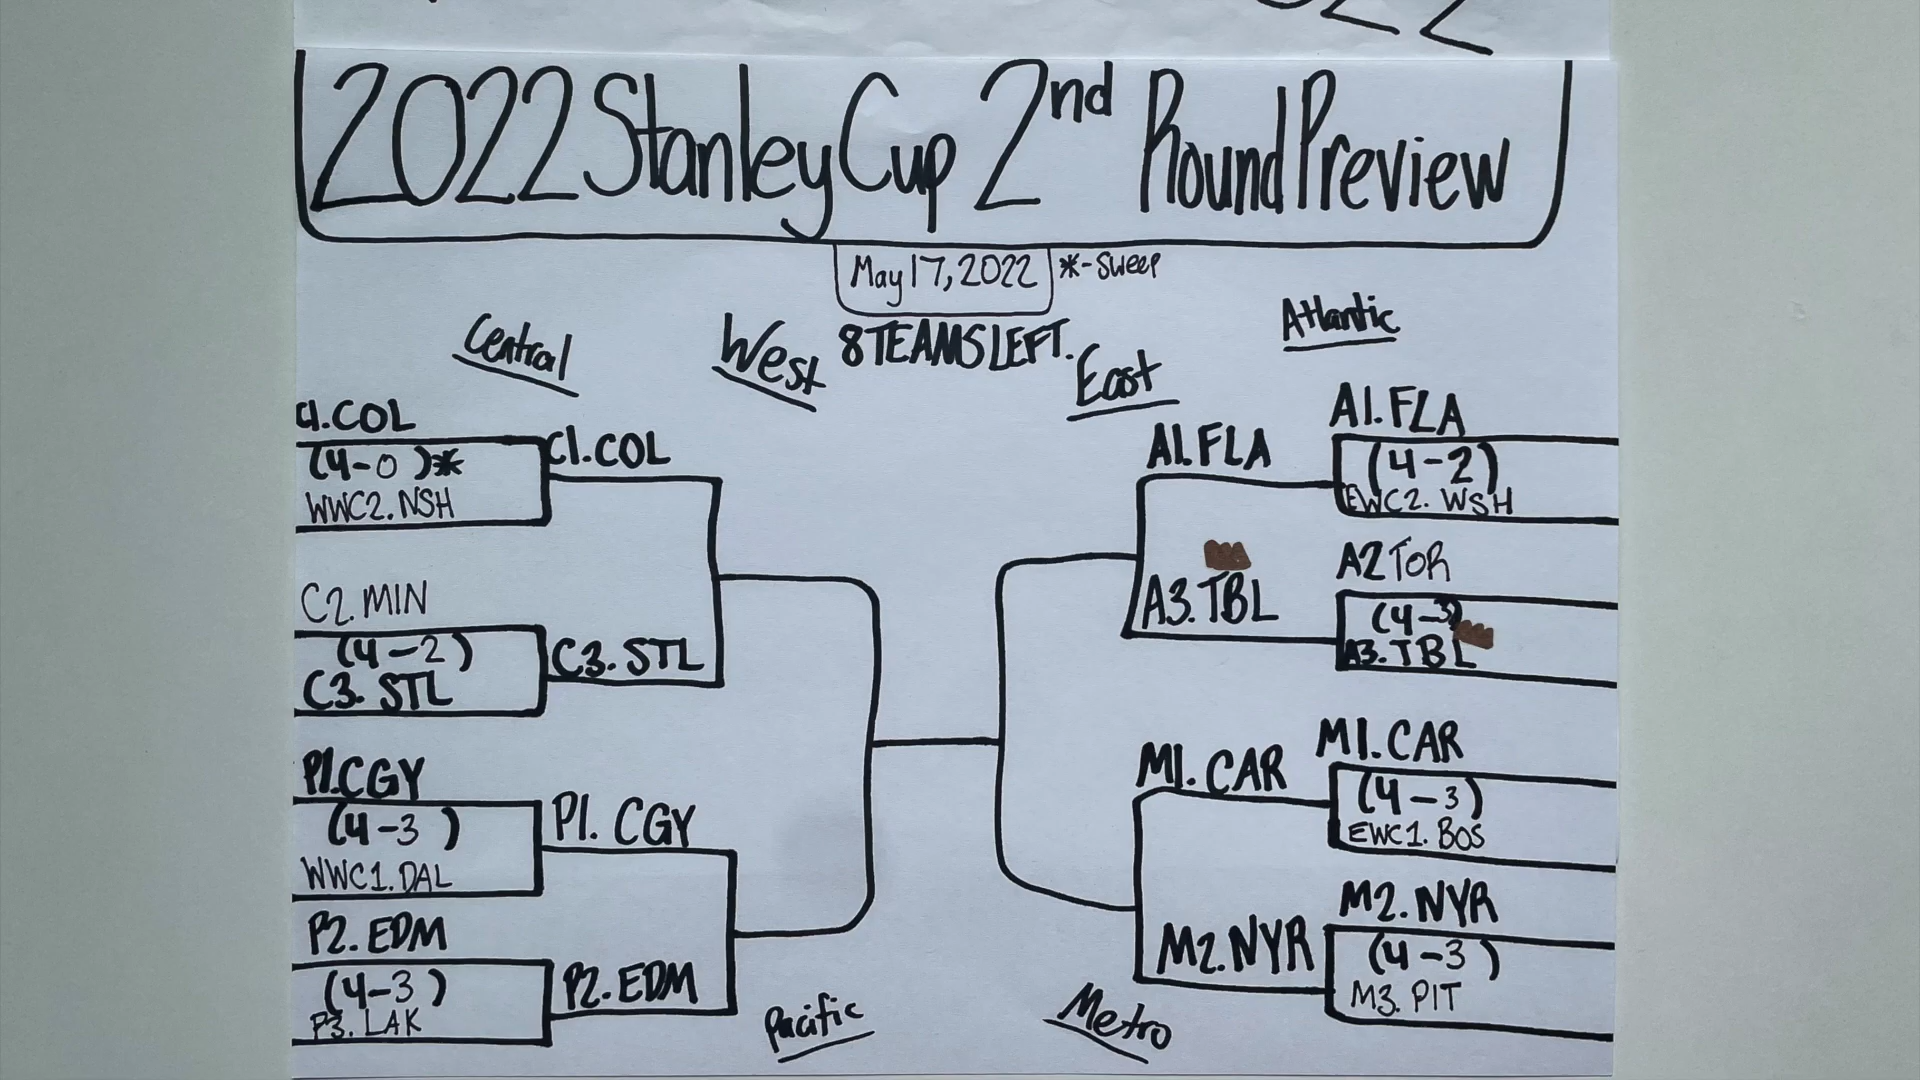 2022 Stanley Cup 2nd Round Preview
May 17, 2022
*-Sweep
8 TEAMS LEFT.
Central
West
East
Atlantic
C1.COL
(4-0)*
WWC2.NSH
C1.COL
C2.MIN
(4-2)
C3.STL
C3.STL
P1.CGY
(4-3)
WWC1.DAL
P1.CGY
P2.EDM
(4-3)
P3.LAK
P2.EDM
Pacific
A1.FLA
A1.FLA
(4-2)
EWC2.WSH
A3.TBL
A2 TOR
(4-3)
A3.TBL
M1.CAR
M1.CAR
(4-3)
EWC1.BOS
M2.NYR
M2.NYR
(4-3)
M3.PIT
Metro